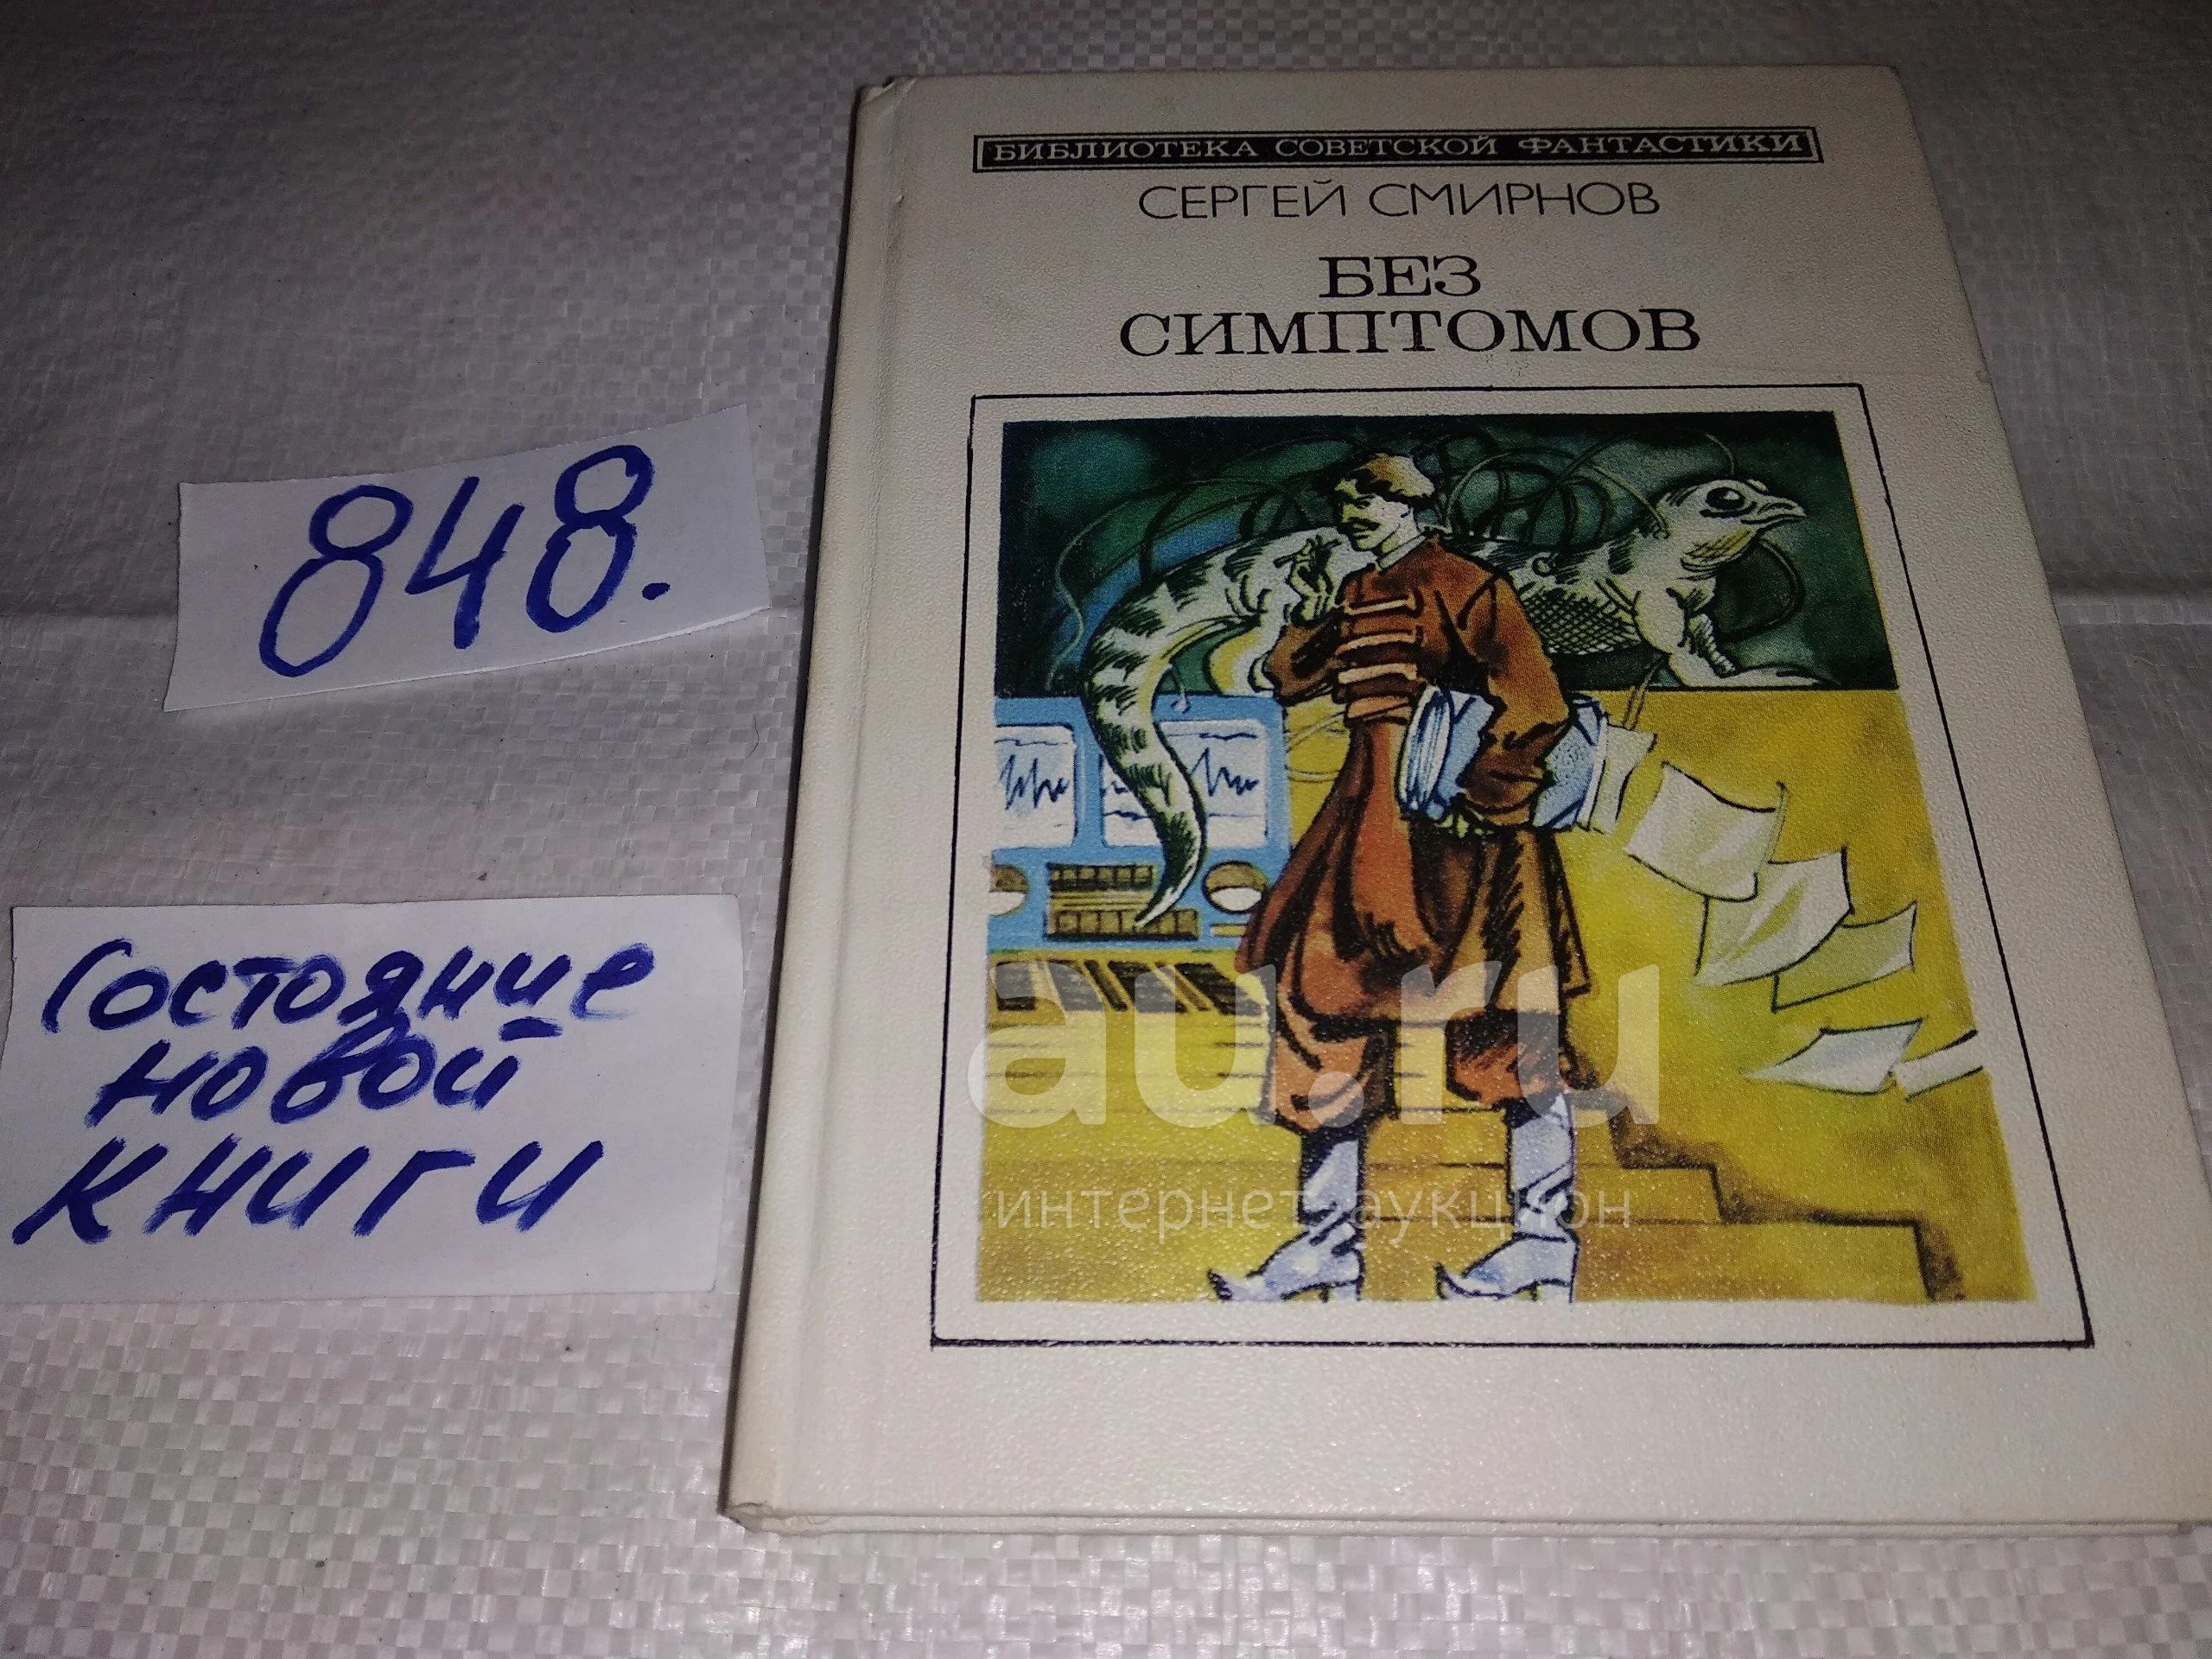 БИБЛИОТЕКА СОВЕТСКОЙ ФАНТАСТИКИ
СЕРГЕЙ СМИРНОВ
БЕЗ
СИМПТОМОВ
848.
Состояние
новой
книги
au.ru
интернет аукцион